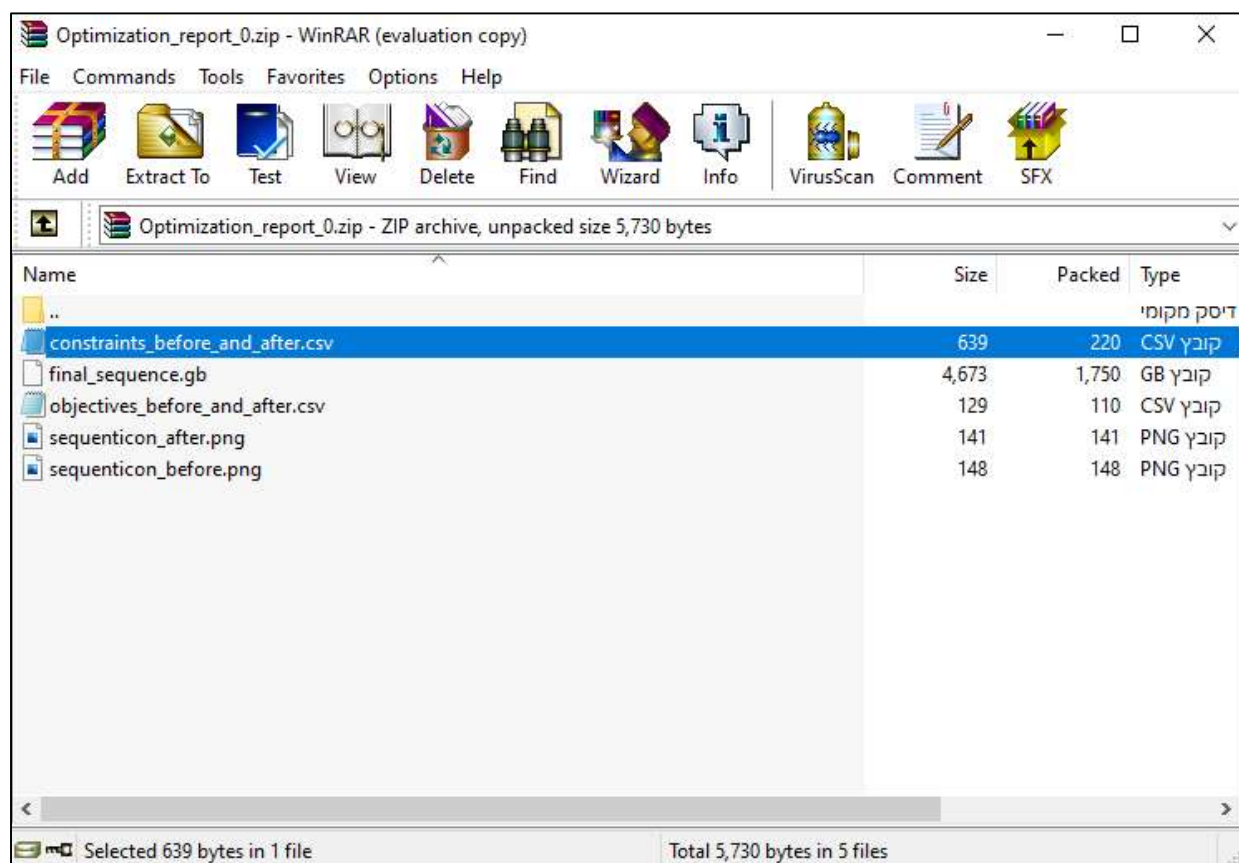 Optimization_report_0.zip - WinRAR (evaluation copy)
File Commands Tools Favorites Options Help
Add Extract To Test View Delete Find Wizard Info VirusScan Comment SFX
Optimization_report_0.zip - ZIP archive, unpacked size 5,730 bytes
Name Size Packed Type
.. דיסק מקומי
constraints_before_and_after.csv 639 220 קובץ CSV
final_sequence.gb 4,673 1,750 קובץ GB
objectives_before_and_after.csv 129 110 קובץ CSV
sequenticon_after.png 141 141 קובץ PNG
sequenticon_before.png 148 148 קובץ PNG
Selected 639 bytes in 1 file Total 5,730 bytes in 5 files